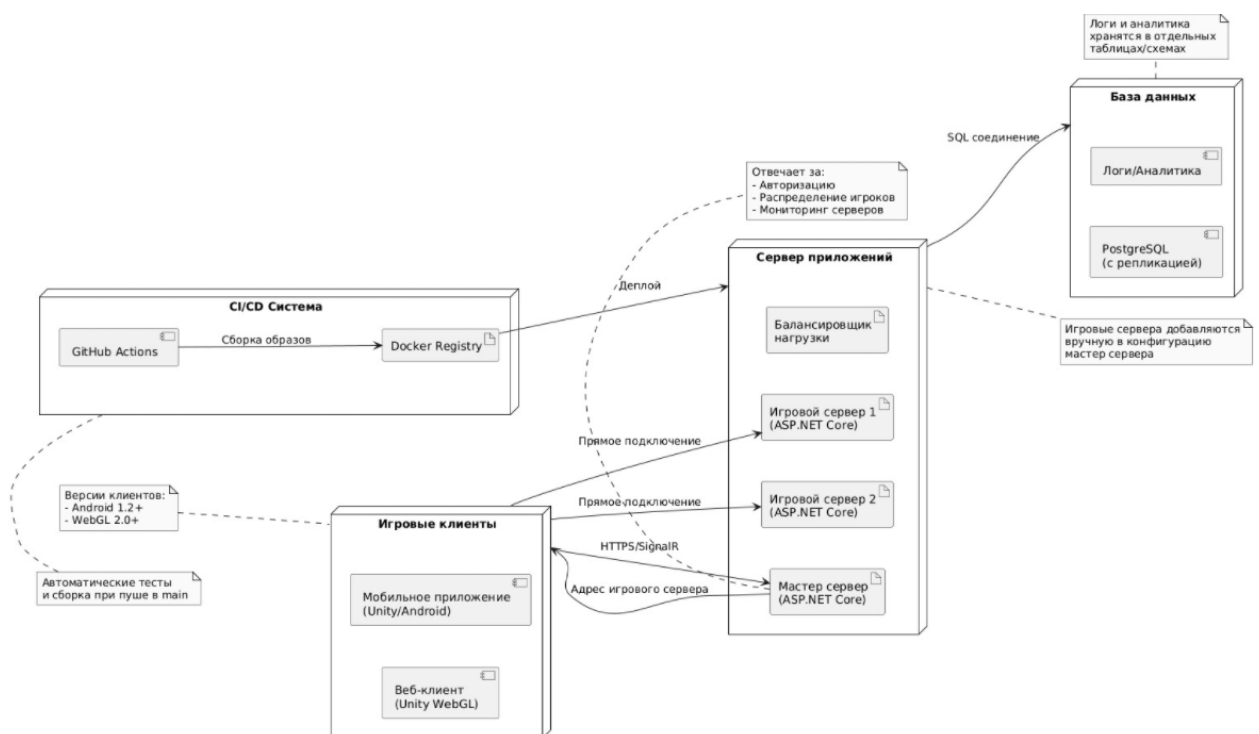 Логи и аналитика
хранятся в отдельных
таблицах/схемах
База данных
Логи/Аналитика
PostgreSQL
(с репликацией)
SQL соединение
Отвечает за:
- Авторизацию
- Распределение игроков
- Мониторинг серверов
Сервер приложений
Балансировщик
нагрузки
Игровой сервер 1
(ASP.NET Core)
Игровой сервер 2
(ASP.NET Core)
Мастер сервер
(ASP.NET Core)
Игровые сервера добавляются
вручную в конфигурацию
мастер сервера
Деплой
CI/CD Система
GitHub Actions
Сборка образов
Docker Registry
Прямое подключение
Прямое подключение
HTTPS/SignalR
Адрес игрового сервера
Версии клиентов:
- Android 1.2+
- WebGL 2.0+
Автоматические тесты
и сборка при пуше в main
Игровые клиенты
Мобильное приложение
(Unity/Android)
Веб-клиент
(Unity WebGL)